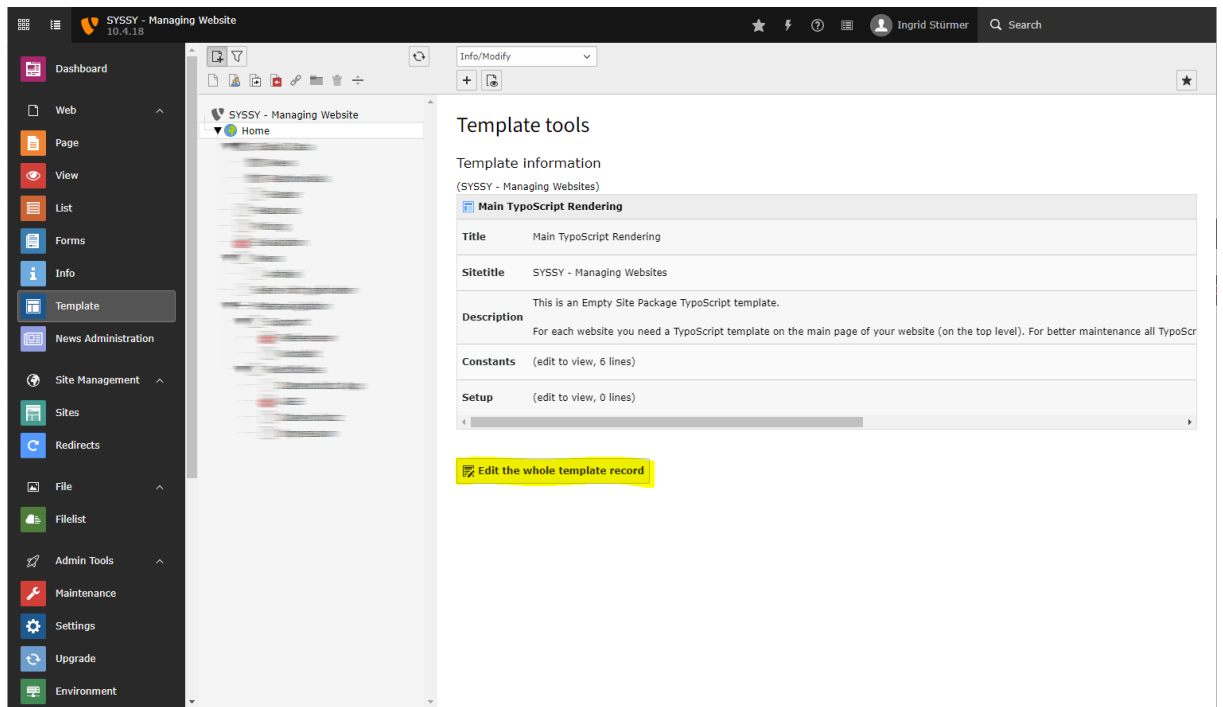 SYSSY - Managing Website
10.4.18
Ingrid Stürmer
Search
Dashboard
Web
Page
View
List
Forms
Info
Template
News Administration
Site Management
Sites
Redirects
File
Filelist
Admin Tools
Maintenance
Settings
Upgrade
Environment
SYSSY - Managing Website
Home
Info/Modify
Template tools
Template information
(SYSSY - Managing Websites)
Main TypoScript Rendering
Title Main TypoScript Rendering
Sitetitle SYSSY - Managing Websites
This is an Empty Site Package TypoScript template.
Description
For each website you need a TypoScript template on the main page of your website (on the top level). For better maintenance all TypoScr
Constants (edit to view, 6 lines)
Setup (edit to view, 0 lines)
Edit the whole template record